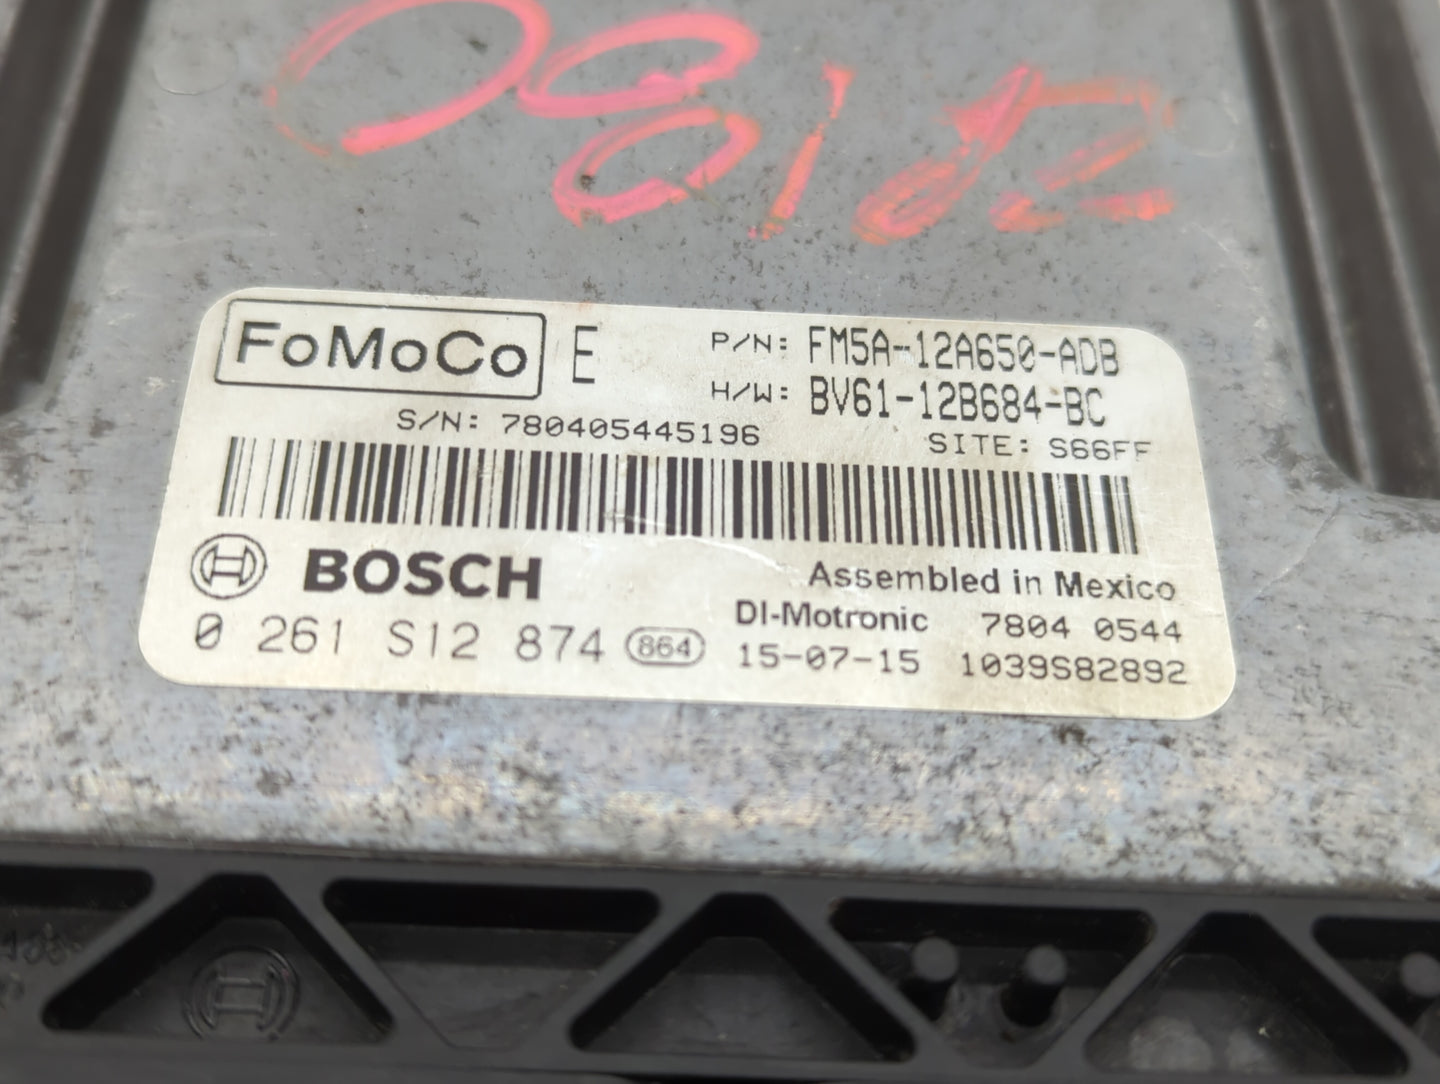 FoMoCo E P/N: FM5A-12A650-ADB
H/W: BV61-12B684-BC
S/N: 780405445196 SITE: S66FF
BOSCH Assembled in Mexico
DI-Motronic 7804 0544
0 261 S12 874 864 15-07-15 1039S82892